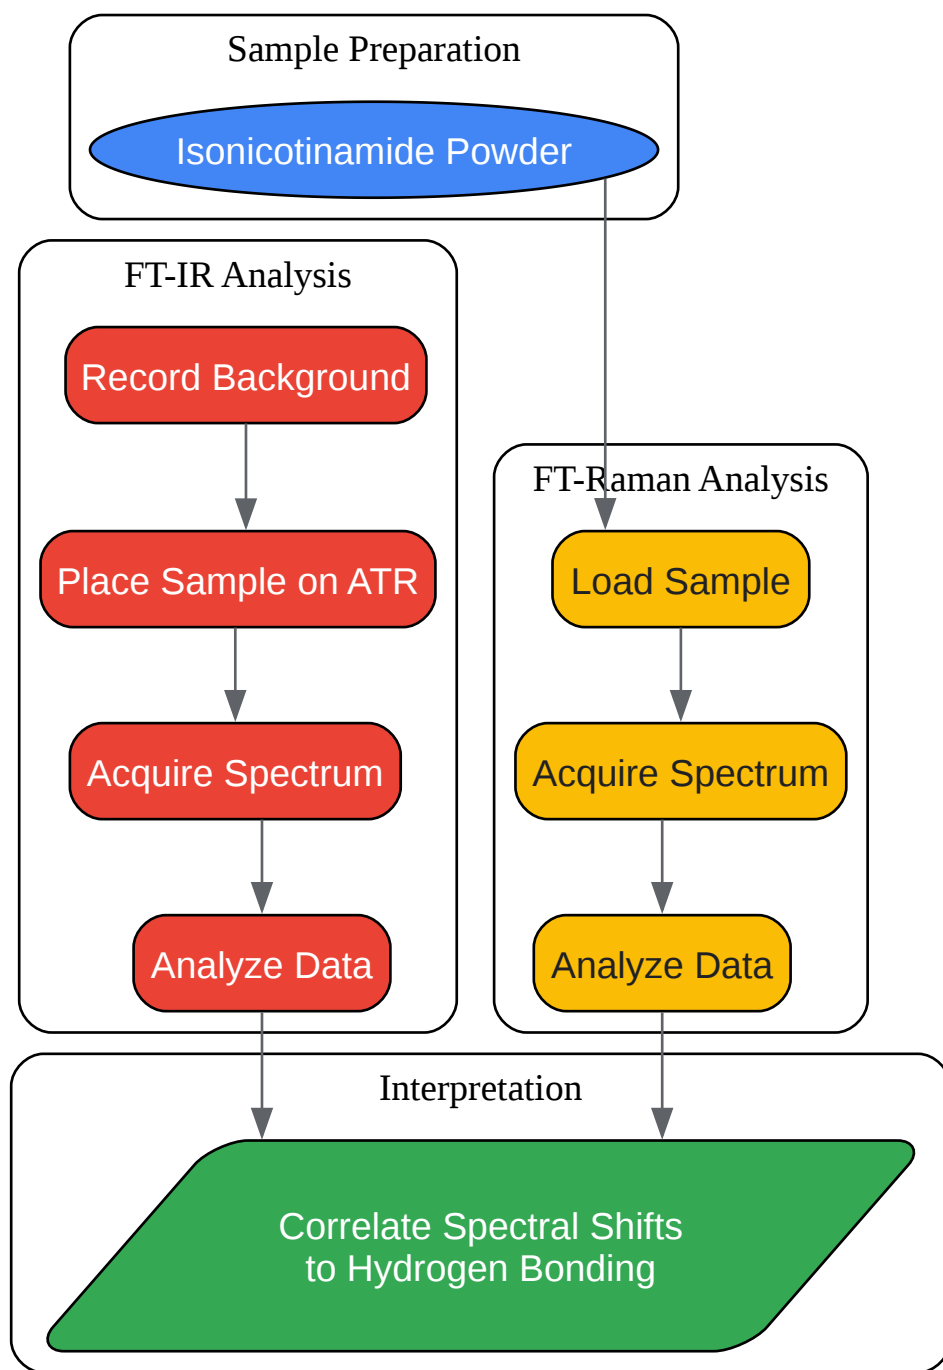 Sample Preparation
Isonicotinamide Powder
FT-IR Analysis
Record Background
Place Sample on ATR
Acquire Spectrum
Analyze Data
FT-Raman Analysis
Load Sample
Acquire Spectrum
Analyze Data
Interpretation
Correlate Spectral Shifts
to Hydrogen Bonding